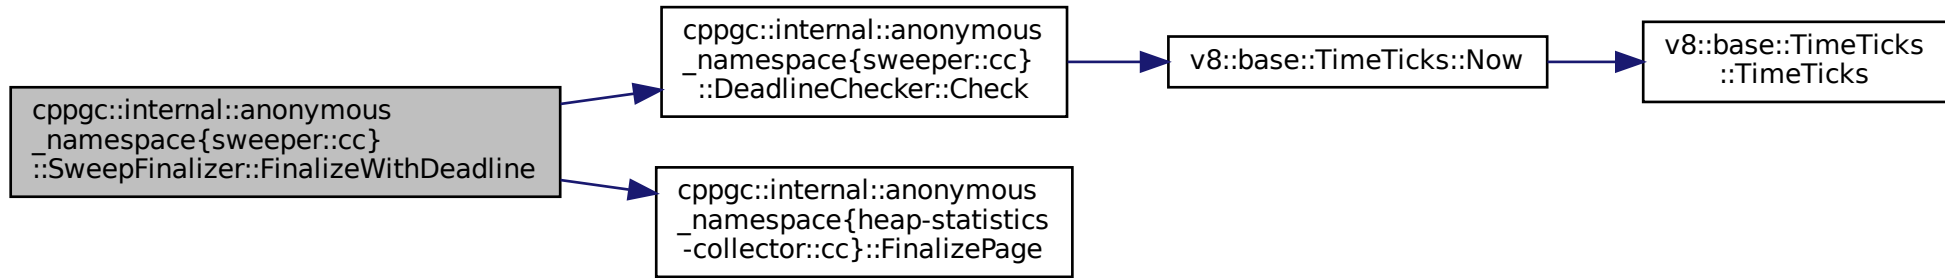 cppgc::internal::anonymous
_namespace{sweeper::cc}
::SweepFinalizer::FinalizeWithDeadline
cppgc::internal::anonymous
_namespace{sweeper::cc}
::DeadlineChecker::Check
v8::base::TimeTicks::Now
v8::base::TimeTicks
::TimeTicks
cppgc::internal::anonymous
_namespace{heap-statistics
-collector::cc}::FinalizePage